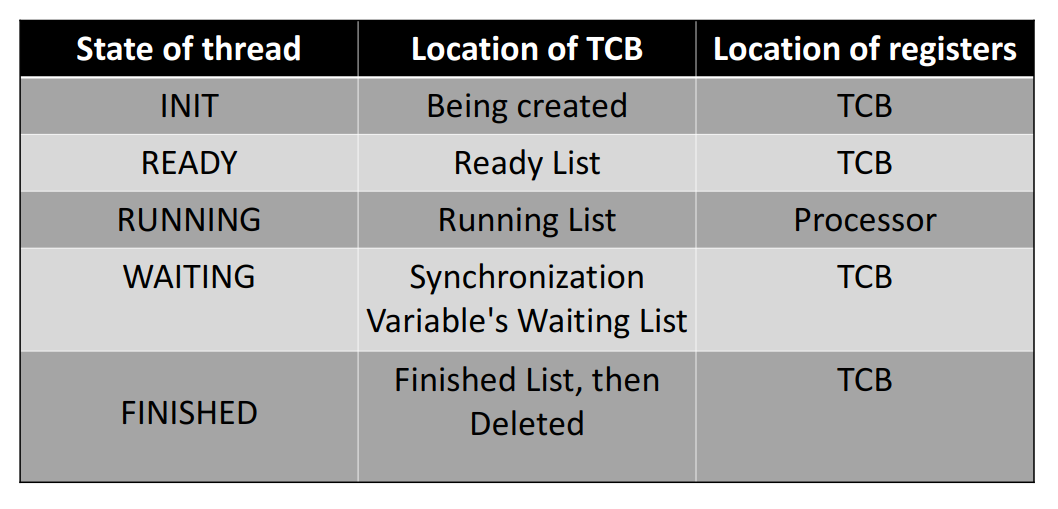 State of thread Location of TCB Location of registers
INIT Being created TCB
READY Ready List TCB
RUNNING Running List Processor
WAITING Synchronization TCB
Variable's Waiting List
Finished List, then TCB
FINISHED Deleted